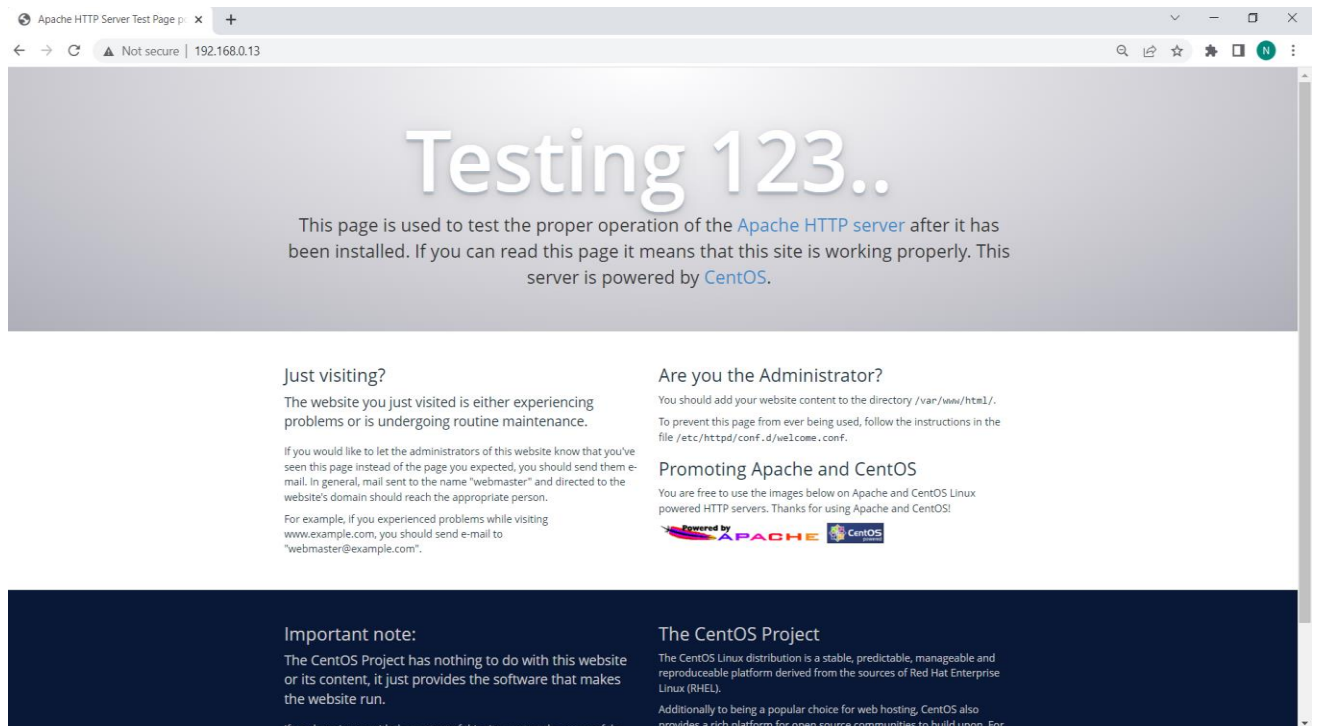 Apache HTTP Server Test Page p
Not secure | 192.168.0.13
N
Testing 123..
This page is used to test the proper operation of the Apache HTTP server after it has
been installed. If you can read this page it means that this site is working properly. This
server is powered by CentOS.
Just visiting?
The website you just visited is either experiencing
problems or is undergoing routine maintenance.
If you would like to let the administrators of this website know that you've
seen this page instead of the page you expected, you should send them e-
mail. In general, mail sent to the name "webmaster" and directed to the
website's domain should reach the appropriate person.
For example, if you experienced problems while visiting
www.example.com, you should send e-mail to
"webmaster@example.com".
Are you the Administrator?
You should add your website content to the directory /var/www/html/.
To prevent this page from ever being used, follow the instructions in the
file /etc/httpd/conf.d/welcome.conf.
Promoting Apache and CentOS
You are free to use the images below on Apache and CentOS Linux
powered HTTP servers. Thanks for using Apache and CentOS!
Powered by
APACHE
CentOS
powered
Important note:
The CentOS Project has nothing to do with this website
or its content, it just provides the software that makes
the website run.
The CentOS Project
The CentOS Linux distribution is a stable, predictable, manageable and
reproduceable platform derived from the sources of Red Hat Enterprise
Linux (RHEL).
Additionally to being a popular choice for web hosting, CentOS also
provides a rich platform for open source communities to build upon. For